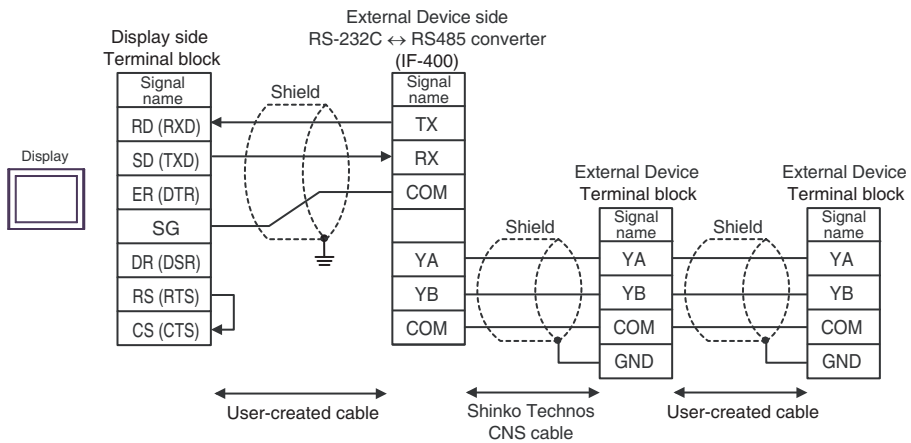 External Device side
RS-232C ↔ RS485 converter
(IF-400)
Display side
Terminal block
Signal
name
RD (RXD)
SD (TXD)
ER (DTR)
SG
DR (DSR)
RS (RTS)
CS (CTS)
Shield
Signal
name
TX
RX
COM
YA
YB
COM
Display
External Device
Terminal block
Signal
name
YA
YB
COM
GND
Shield
External Device
Terminal block
Signal
name
YA
YB
COM
GND
Shield
User-created cable
Shinko Technos
CNS cable
User-created cable